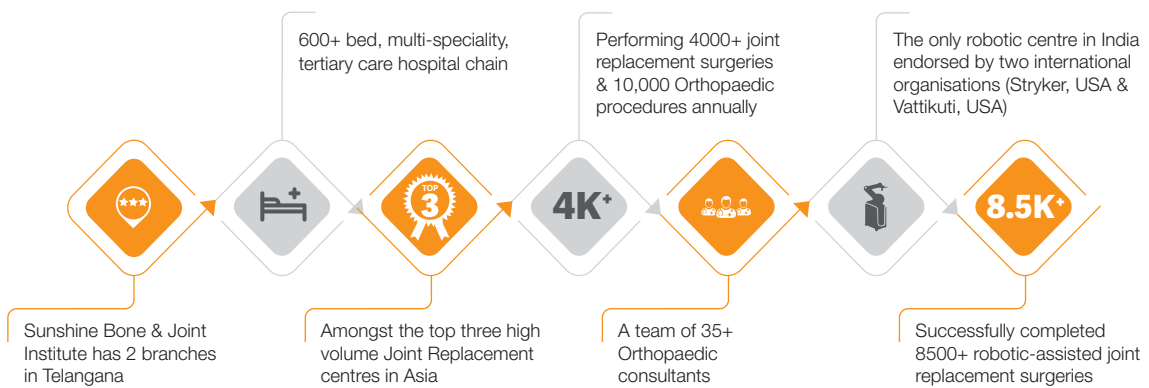 600+ bed, multi-speciality,
tertiary care hospital chain
Performing 4000+ joint
replacement surgeries
& 10,000 Orthopaedic
procedures annually
The only robotic centre in India
endorsed by two international
organisations (Stryker, USA &
Vattikuti, USA)
TOP
3
4K+
8.5K+
Sunshine Bone & Joint
Institute has 2 branches
in Telangana
Amongst the top three high
volume Joint Replacement
centres in Asia
A team of 35+
Orthopaedic
consultants
Successfully completed
8500+ robotic-assisted joint
replacement surgeries